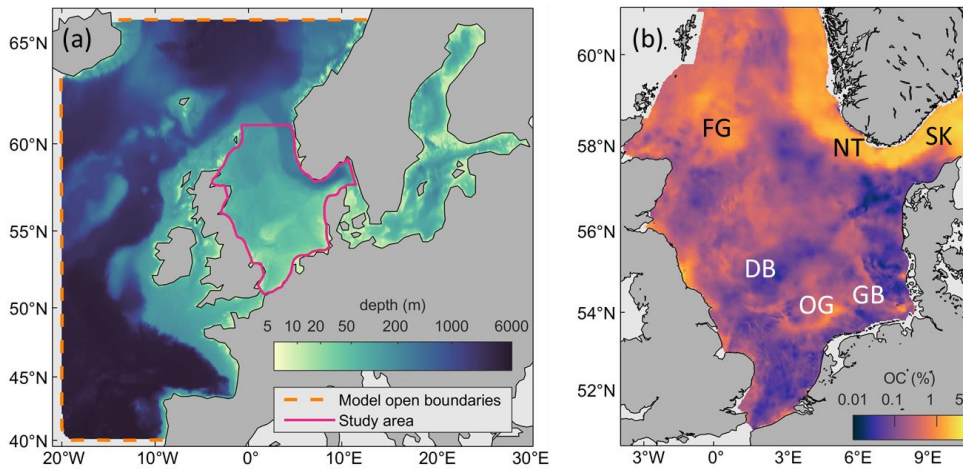 (a)
65°N
60°N
55°N
50°N
45°N
40°N
20°W 10°W 0° 10°E 20°E 30°E
depth (m)
5 10 20 50 200 1000 6000
Model open boundaries
Study area
(b)
60°N
58°N
56°N
54°N
52°N
3°W 0° 3°E 6°E 9°E
FG
NT
SK
DB
OG
GB
OC (%)
0.01 0.1 1 5